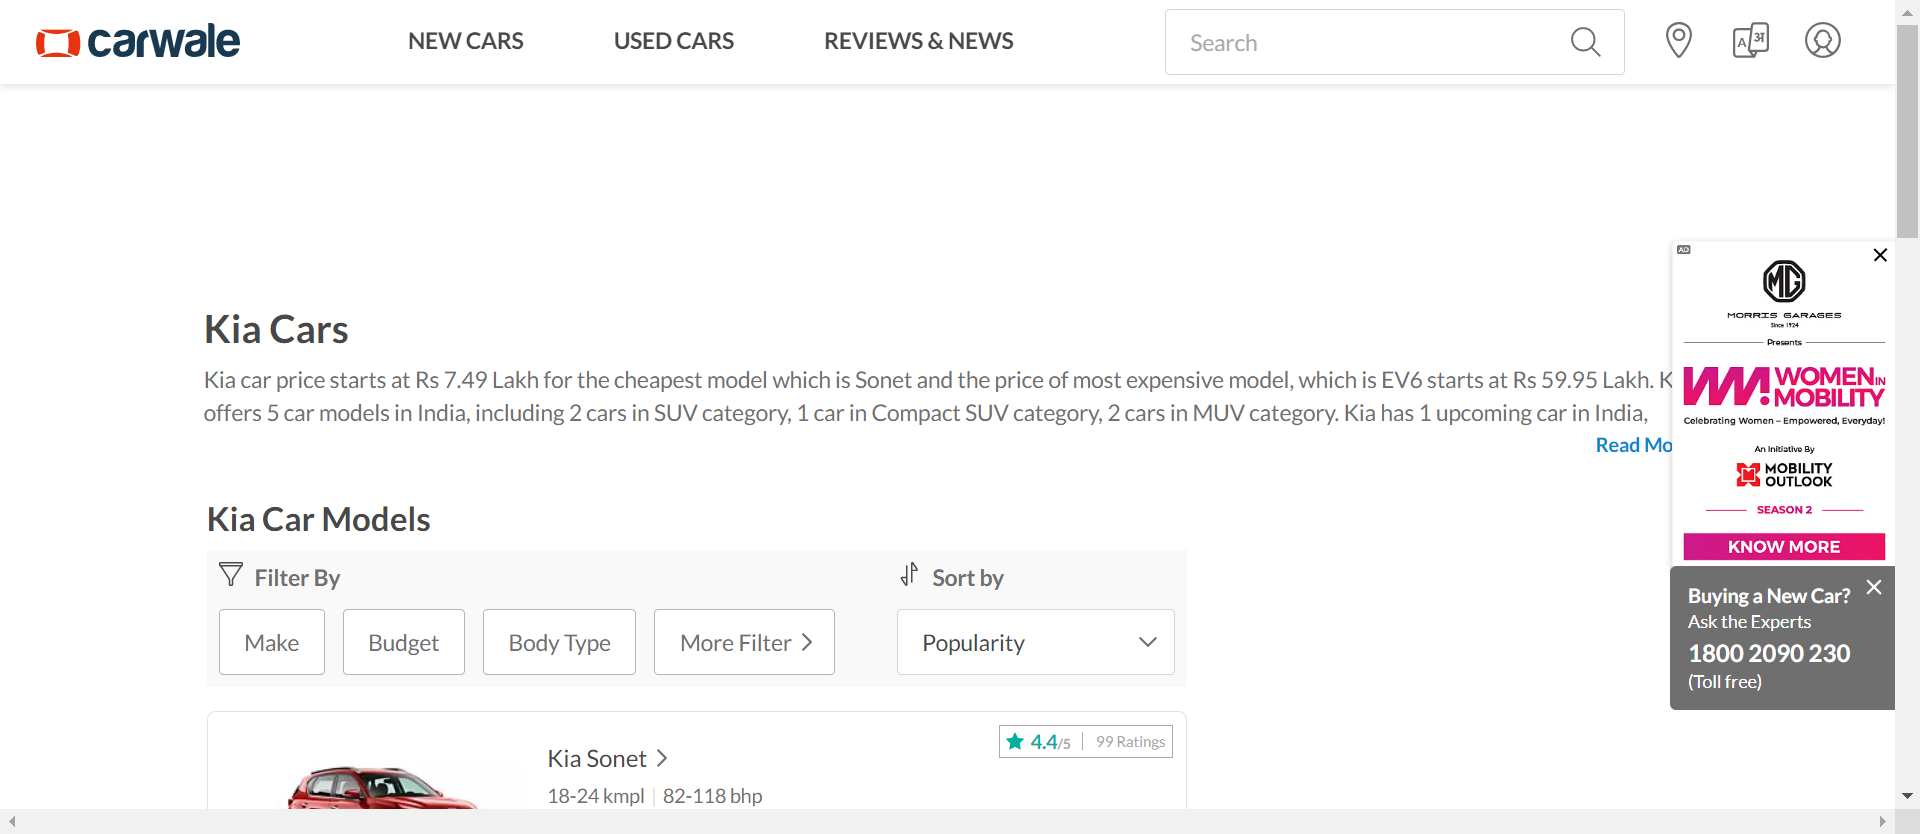 carwale
NEW CARS
USED CARS
REVIEWS & NEWS
Search
A अ
Kia Cars
Kia car price starts at Rs 7.49 Lakh for the cheapest model which is Sonet and the price of most expensive model, which is EV6 starts at Rs 59.95 Lakh. K
offers 5 car models in India, including 2 cars in SUV category, 1 car in Compact SUV category, 2 cars in MUV category. Kia has 1 upcoming car in India,
Read Mo
AD
MG
MORRIS GARAGES
Since 1924
Presents
WM! WOMEN IN
MOBILITY
Celebrating Women – Empowered, Everyday!
An Initiative By
MOBILITY
OUTLOOK
SEASON 2
KNOW MORE
Buying a New Car?
Ask the Experts
1800 2090 230
(Toll free)
Kia Car Models
Filter By
Sort by
Make
Budget
Body Type
More Filter
Popularity
Kia Sonet
4.4/5 | 99 Ratings
18-24 kmpl | 82-118 bhp